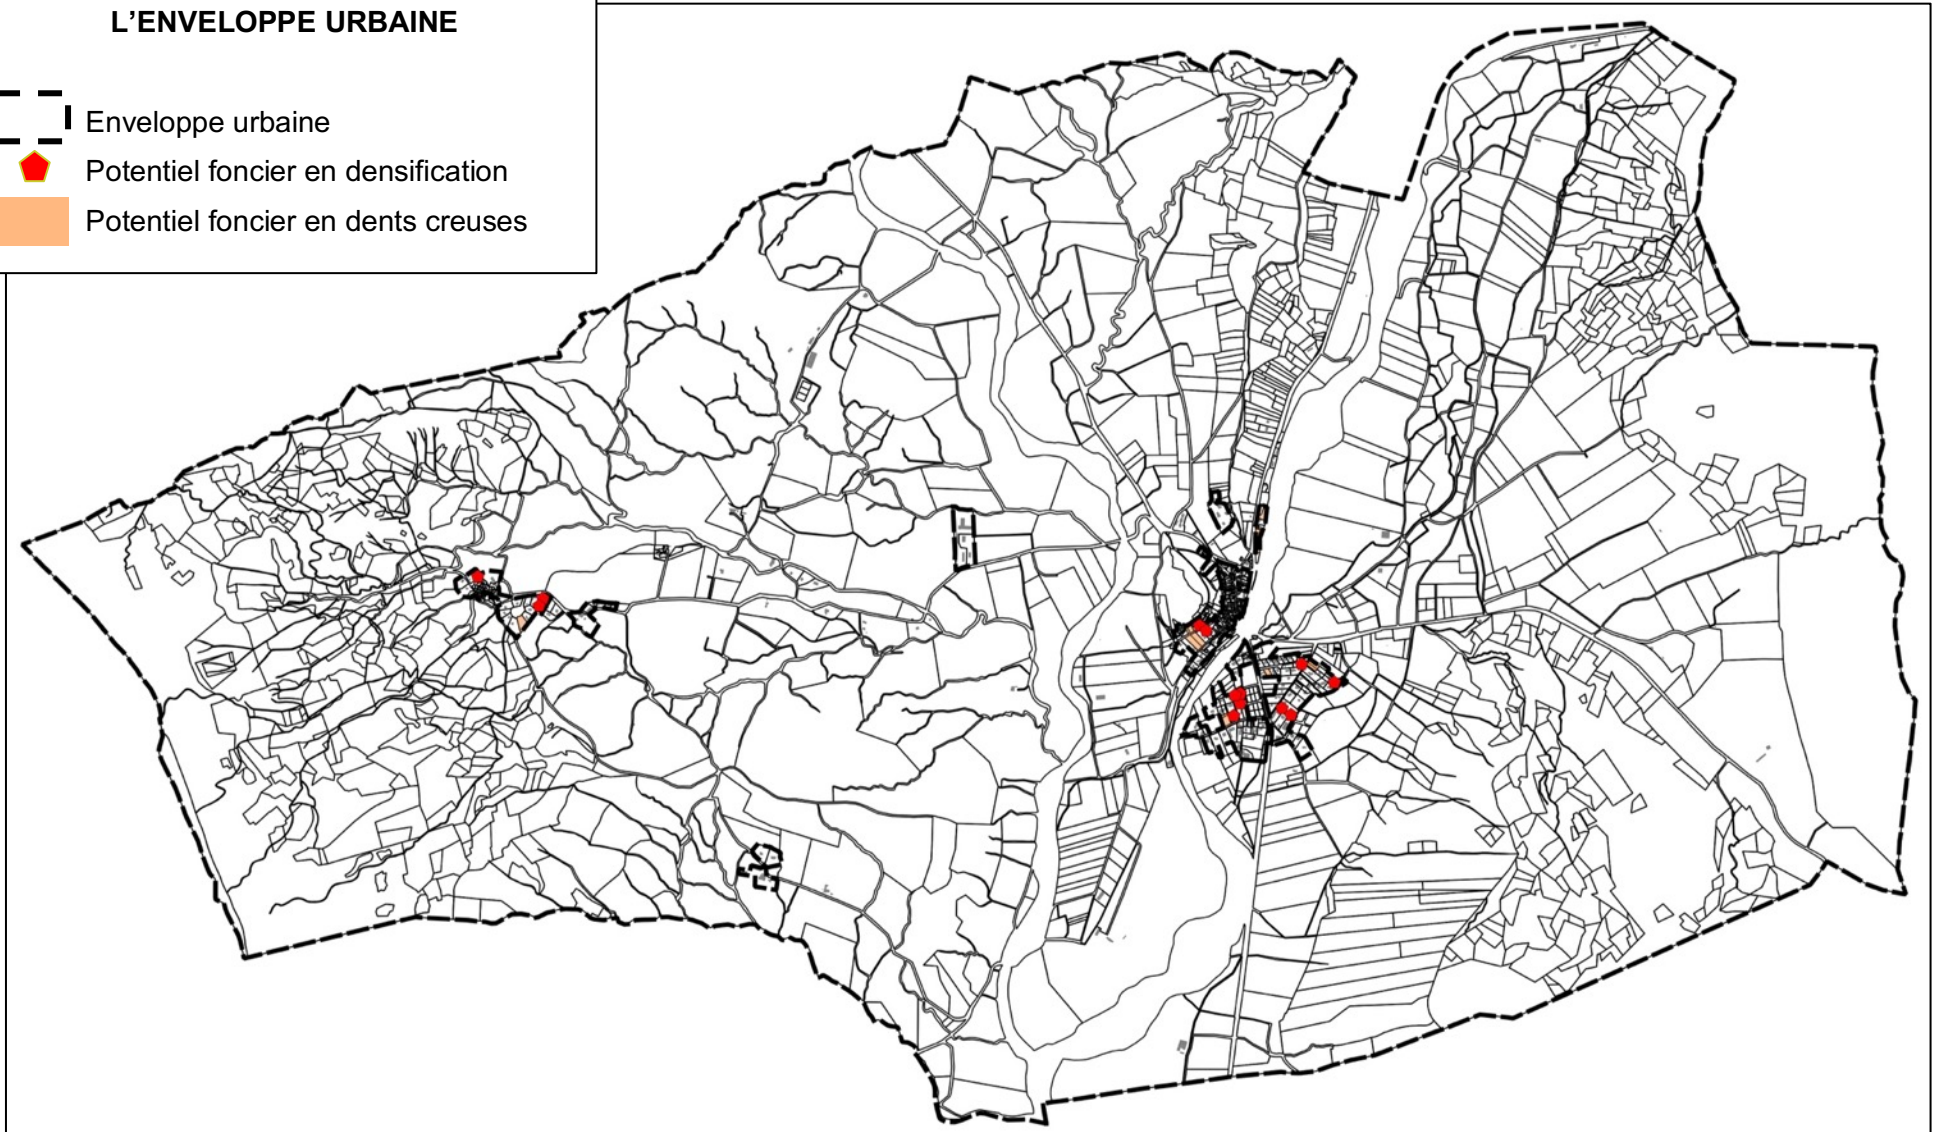 L'ENVELOPPE URBAINE
Enveloppe urbaine
Potentiel foncier en densification
Potentiel foncier en dents creuses